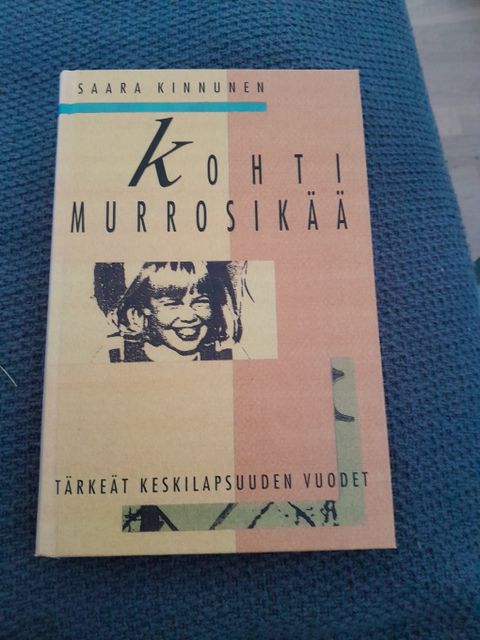 SAARA KINNUNEN
KOHTI
MURROSIKÄÄ
TÄRKEÄT KESKILAPSUUDEN VUODET